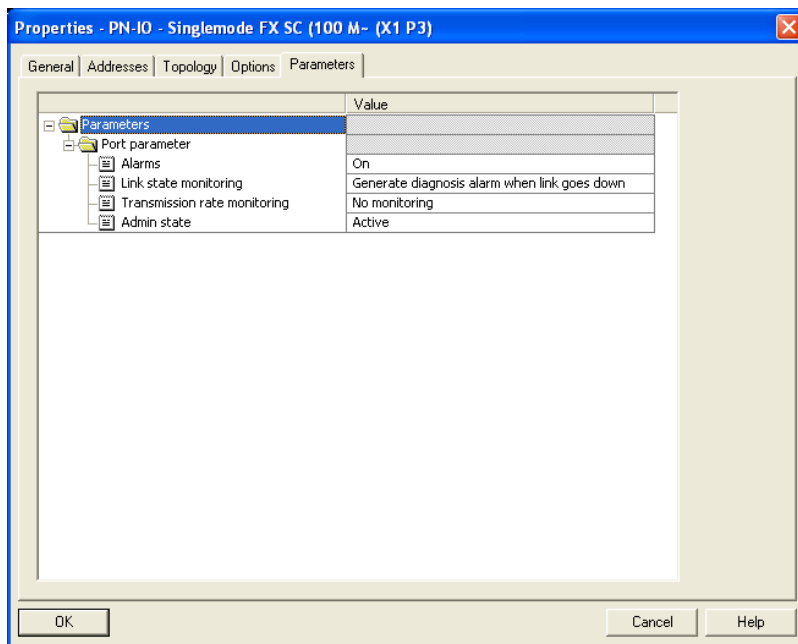 Properties - PN-IO - Singlemode FX SC (100 M~ (X1 P3)
General Addresses Topology Options Parameters
Value
Parameters
Port parameter
Alarms On
Link state monitoring Generate diagnosis alarm when link goes down
Transmission rate monitoring No monitoring
Admin state Active
OK Cancel Help